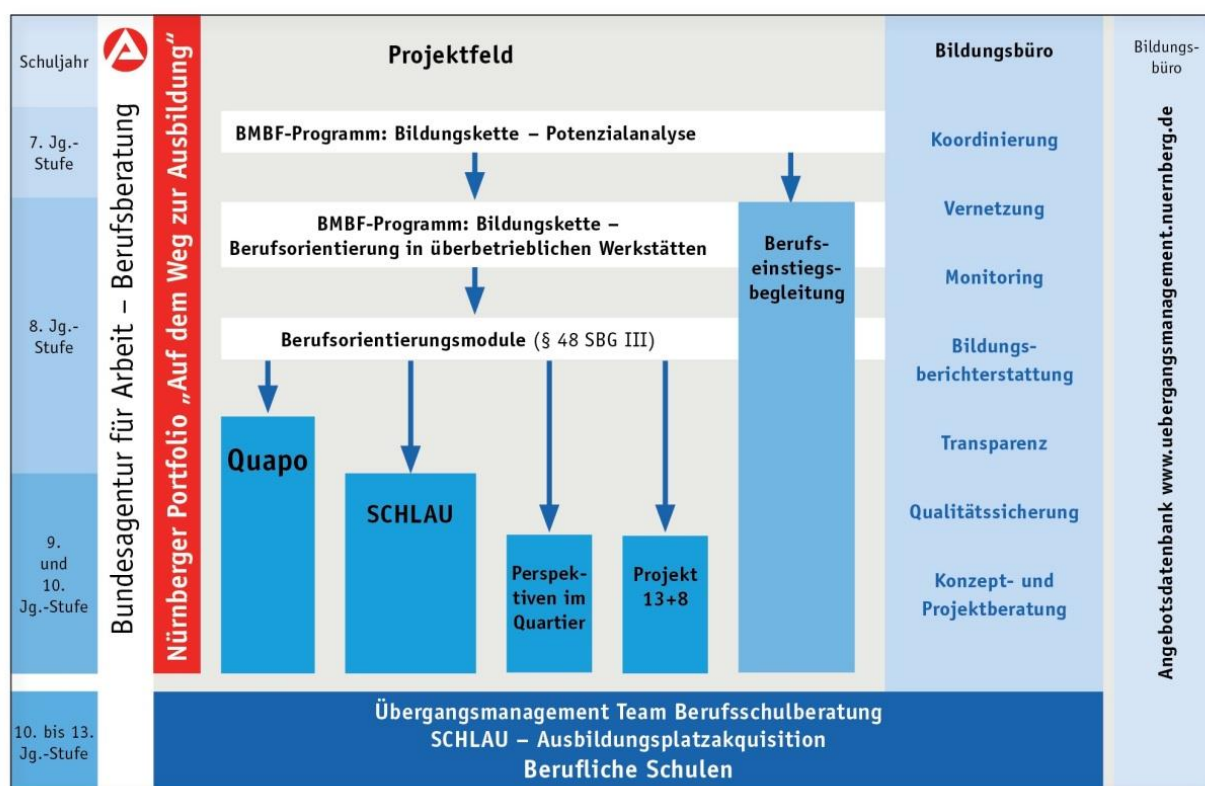 Schuljahr
7. Jg.-
Stufe
8. Jg.-
Stufe
9.
und
10.
Jg.-Stufe
10. bis 13.
Jg.-Stufe
Bundesagentur für Arbeit – Berufsberatung
Nürnberger Portfolio „Auf dem Weg zur Ausbildung“
Projektfeld
BMBF-Programm: Bildungskette – Potenzialanalyse
BMBF-Programm: Bildungskette –
Berufsorientierung in überbetrieblichen Werkstätten
Berufsorientierungsmodule (§ 48 SBG III)
Quapo
SCHLAU
Perspek-
tiven im
Quartier
Projekt
13+8
Berufs-
einstiegs-
begleitung
Bildungsbüro
Koordinierung
Vernetzung
Monitoring
Bildungs-
berichterstattung
Transparenz
Qualitätssicherung
Konzept- und
Projektberatung
Bildungs-
büro
Angebotsdatenbank www.uebergangsmanagement.nuernberg.de
Übergangsmanagement Team Berufsschulberatung
SCHLAU – Ausbildungsplatzakquisition
Berufliche Schulen